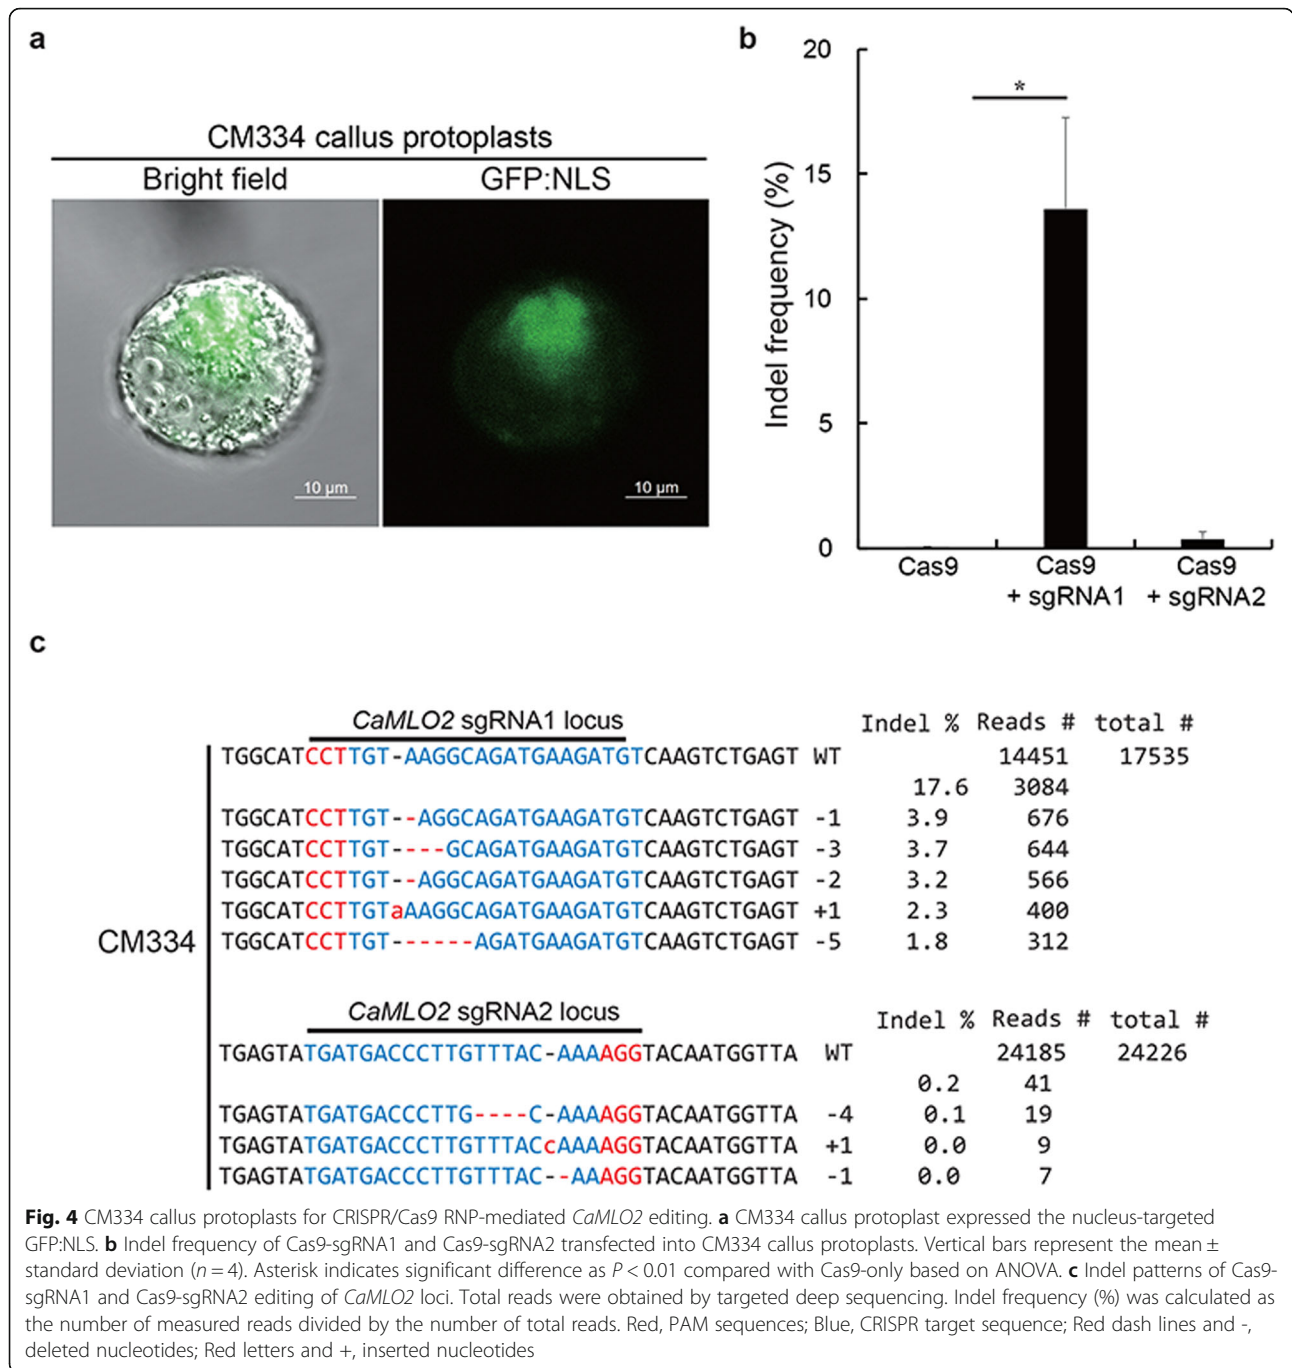 a
CM334 callus protoplasts
Bright field GFP:NLS
10 μm 10 μm
b
Indel frequency (%)
20
15
10
5
0
*
Cas9 Cas9 Cas9
+ sgRNA1 + sgRNA2
c
CM334
CaMLO2 sgRNA1 locus Indel % Reads # total #
TGGCATCCTTGT-AAGGCAGATGAAGATGTCAAGTCTGAGT WT 14451 17535
17.6 3084
TGGCATCCTTGT--AGGCAGATGAAGATGTCAAGTCTGAGT -1 3.9 676
TGGCATCCTTGT----GCAGATGAAGATGTCAAGTCTGAGT -3 3.7 644
TGGCATCCTTGT--AGGCAGATGAAGATGTCAAGTCTGAGT -2 3.2 566
TGGCATCCTTGTaAAGGCAGATGAAGATGTCAAGTCTGAGT +1 2.3 400
TGGCATCCTTGT------AGATGAAGATGTCAAGTCTGAGT -5 1.8 312
CaMLO2 sgRNA2 locus Indel % Reads # total #
TGAGTATGATGACCCTTGTTTAC-AAAAGGTACAATGGTTA WT 24185 24226
0.2 41
TGAGTATGATGACCCTTG----C-AAAAGGTACAATGGTTA -4 0.1 19
TGAGTATGATGACCCTTGTTTACcAAAAGGTACAATGGTTA +1 0.0 9
TGAGTATGATGACCCTTGTTTAC--AAAGGTACAATGGTTA -1 0.0 7
Fig. 4 CM334 callus protoplasts for CRISPR/Cas9 RNP-mediated CaMLO2 editing. a CM334 callus protoplast expressed the nucleus-targeted
GFP:NLS. b Indel frequency of Cas9-sgRNA1 and Cas9-sgRNA2 transfected into CM334 callus protoplasts. Vertical bars represent the mean ±
standard deviation (n = 4). Asterisk indicates significant difference as P < 0.01 compared with Cas9-only based on ANOVA. c Indel patterns of Cas9-
sgRNA1 and Cas9-sgRNA2 editing of CaMLO2 loci. Total reads were obtained by targeted deep sequencing. Indel frequency (%) was calculated as
the number of measured reads divided by the number of total reads. Red, PAM sequences; Blue, CRISPR target sequence; Red dash lines and -,
deleted nucleotides; Red letters and +, inserted nucleotides